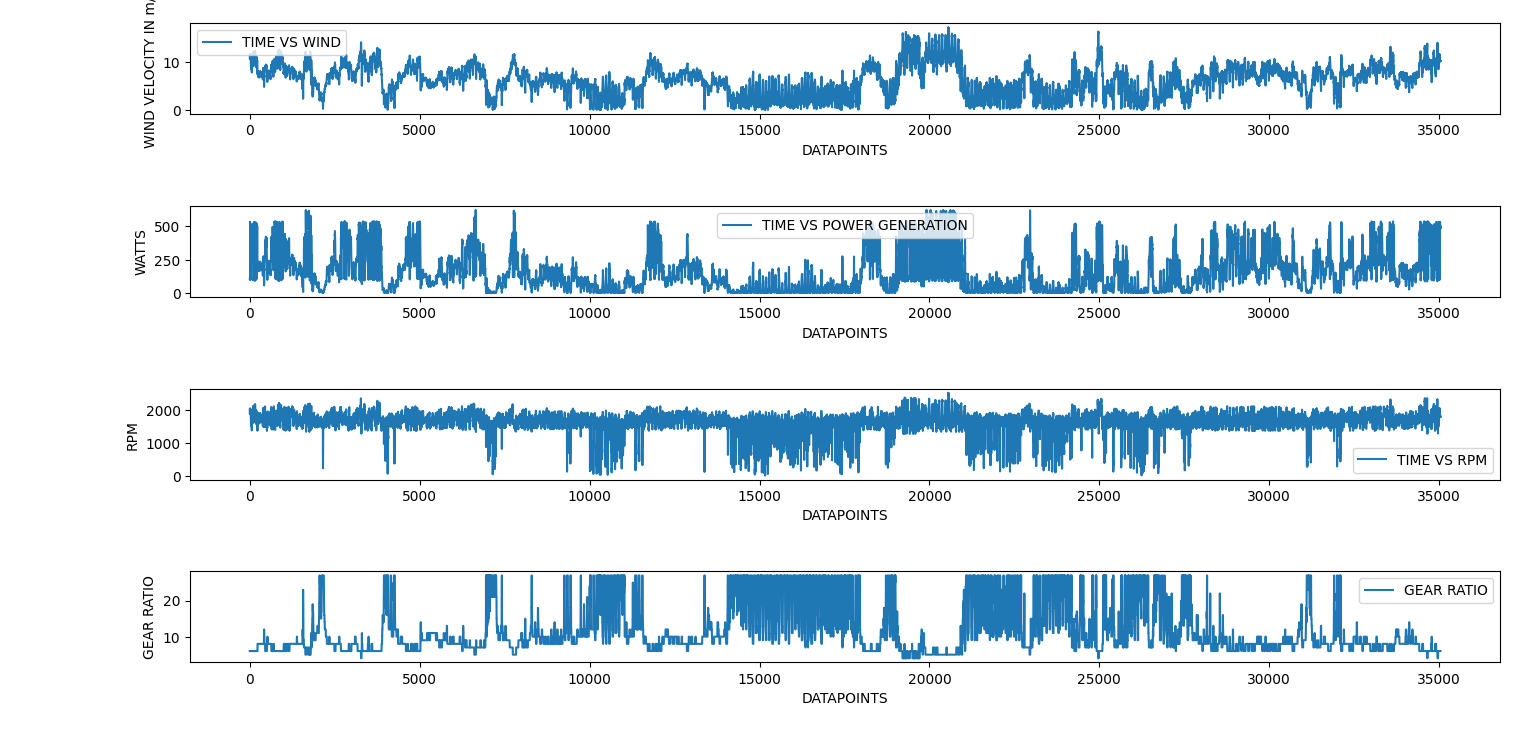 WIND VELOCITY IN m/
TIME VS WIND
10
0
0 5000 10000 15000 20000 25000 30000 35000
DATAPOINTS
WATTS
TIME VS POWER GENERATION
500
250
0
0 5000 10000 15000 20000 25000 30000 35000
DATAPOINTS
RPM
2000
1000
0
TIME VS RPM
0 5000 10000 15000 20000 25000 30000 35000
DATAPOINTS
GEAR RATIO
GEAR RATIO
20
10
0 5000 10000 15000 20000 25000 30000 35000
DATAPOINTS